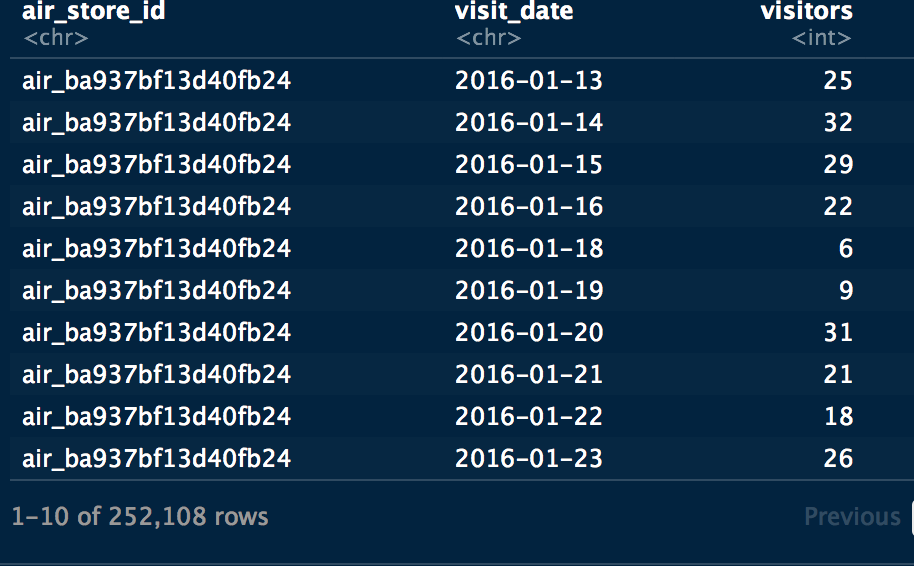 air_store_id visit_date visitors
<chr> <chr> <int>
air_ba937bf13d40fb24 2016-01-13 25
air_ba937bf13d40fb24 2016-01-14 32
air_ba937bf13d40fb24 2016-01-15 29
air_ba937bf13d40fb24 2016-01-16 22
air_ba937bf13d40fb24 2016-01-18 6
air_ba937bf13d40fb24 2016-01-19 9
air_ba937bf13d40fb24 2016-01-20 31
air_ba937bf13d40fb24 2016-01-21 21
air_ba937bf13d40fb24 2016-01-22 18
air_ba937bf13d40fb24 2016-01-23 26
1-10 of 252,108 rows Previous